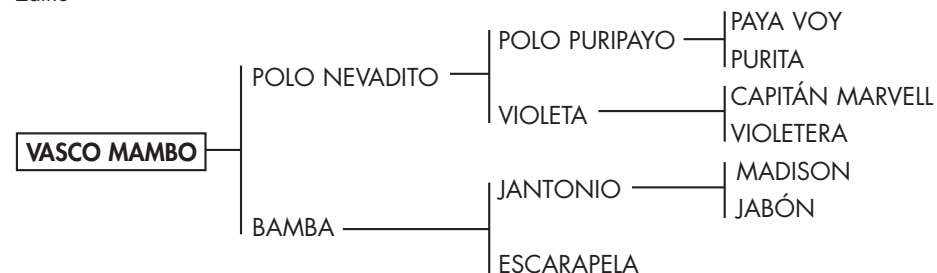 PAYA VOY
POLO PURIPAYO
PURITA
POLO NEVADITO
CAPITÁN MARVELL
VIOLETA
VIOLETERA
VASCO MAMBO
MADISON
JANTONIO
JABÓN
BAMBA
ESCARAPELA